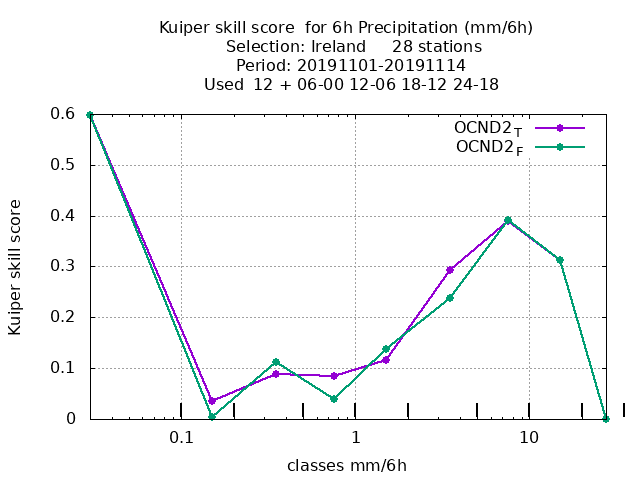 Kuiper skill score  for 6h Precipitation (mm/6h)
Selection: Ireland     28 stations
Period: 20191101-20191114
Used  12 + 06-00 12-06 18-12 24-18
OCND2_T
OCND2_F
Kuiper skill score
0.6
0.5
0.4
0.3
0.2
0.1
0
0.1
1
10
classes mm/6h